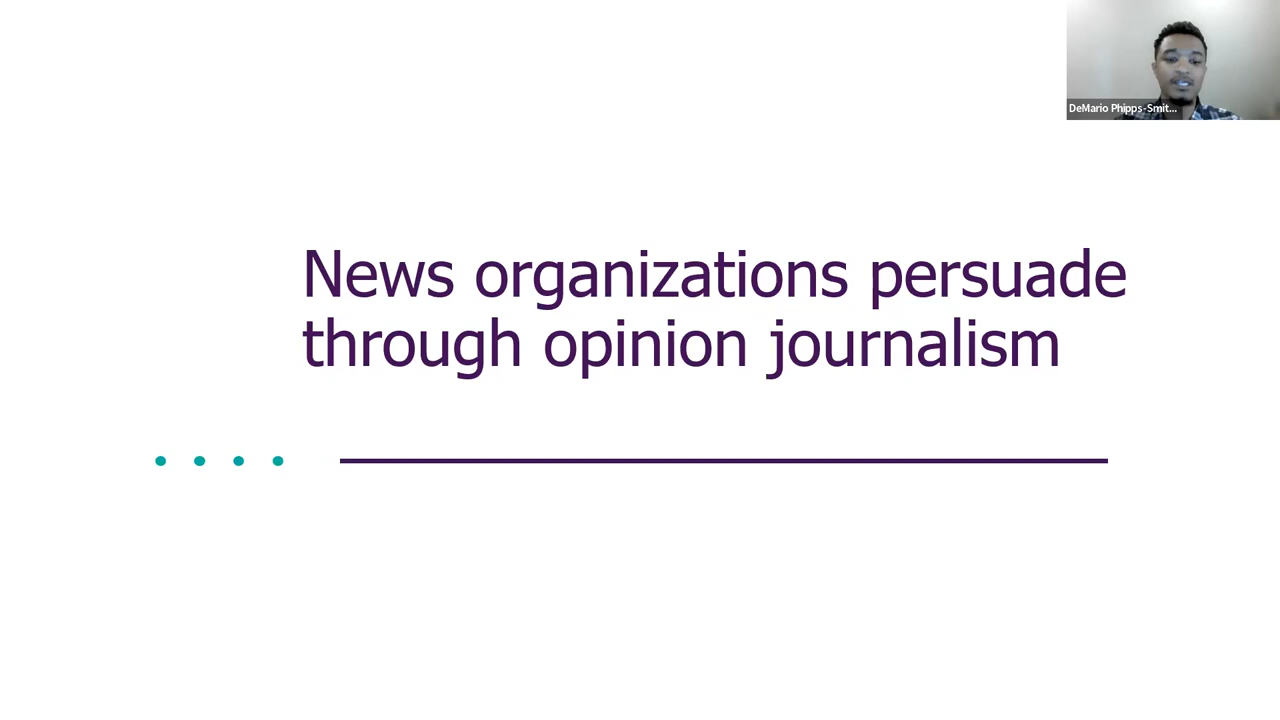 DeMario Phipps-Smit...
News organizations persuade
through opinion journalism